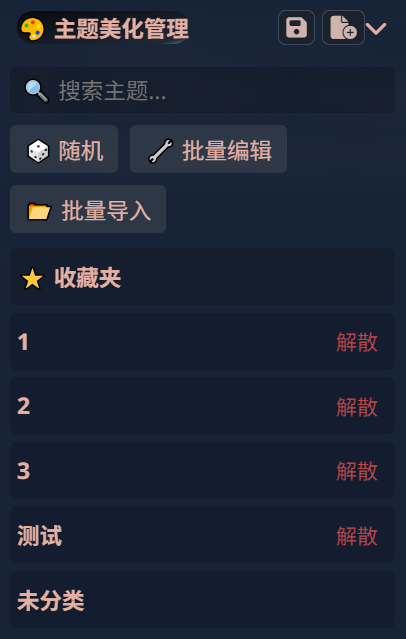 主题美化管理
搜索主题...
随机 批量编辑
批量导入
收藏夹
1 解散
2 解散
3 解散
测试 解散
未分类